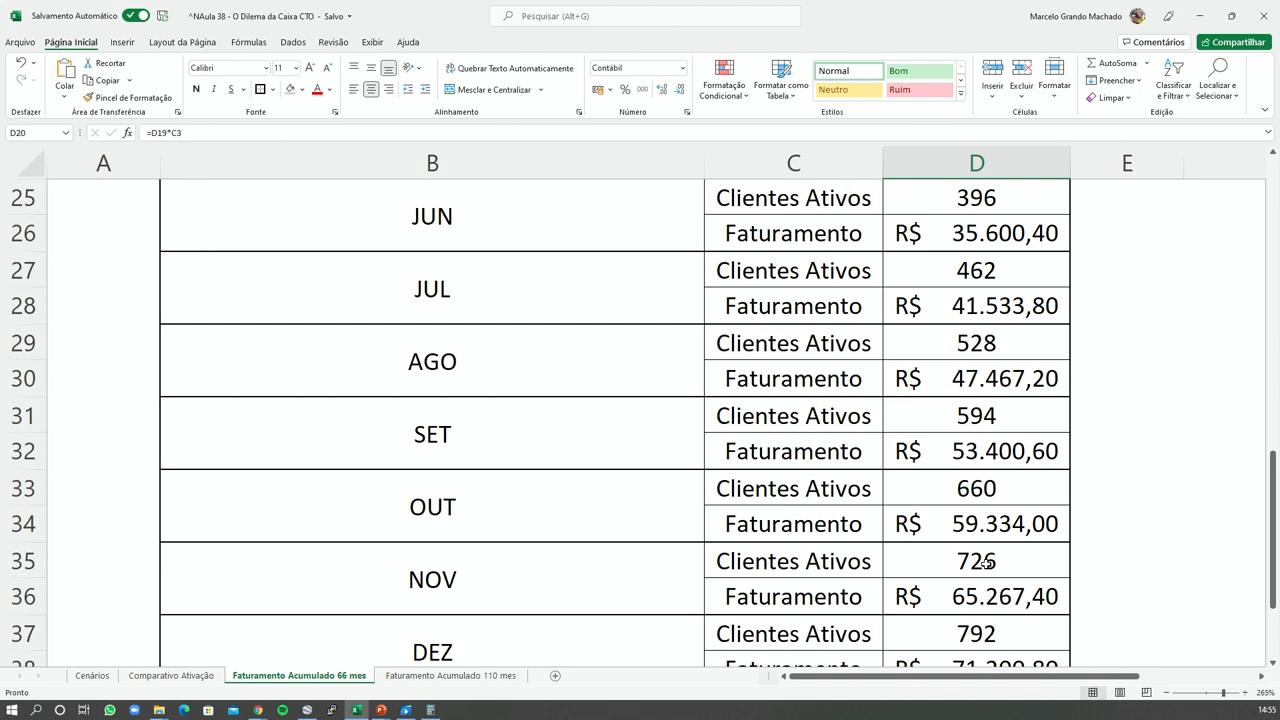 Salvamento Automático
^NAula 38 - O Dilema da Caixa CTO - Salvo
Pesquisar (Alt+G)
Marcelo Grando Machado
Arquivo Página Inicial Inserir Layout da Página Fórmulas Dados Revisão Exibir Ajuda
Comentários Compartilhar
Colar
Recortar
Copiar
Pincel de Formatação
Calibri 11
N I S
Quebrar Texto Automaticamente
Mesclar e Centralizar
Contábil
% 000
Formatação Condicional
Formatar como Tabela
Normal Bom
Neutro Ruim
Inserir Excluir Formatar
AutoSoma
Preencher
Limpar
Classificar e Filtrar
Localizar e Selecionar
Desfazer Área de Transferência Fonte Alinhamento Número Estilos Células Edição
D20 fx =D19*C3
A B C D E
25 JUN Clientes Ativos 396
26 Faturamento R$ 35.600,40
27 JUL Clientes Ativos 462
28 Faturamento R$ 41.533,80
29 AGO Clientes Ativos 528
30 Faturamento R$ 47.467,20
31 SET Clientes Ativos 594
32 Faturamento R$ 53.400,60
33 OUT Clientes Ativos 660
34 Faturamento R$ 59.334,00
35 NOV Clientes Ativos 726
36 Faturamento R$ 65.267,40
37 DEZ Clientes Ativos 792
38 Faturamento R$ 71.200,80
Cenários Comparativo Ativação Faturamento Acumulado 66 mes Faturamento Acumulado 110 mes
Pronto
265%
14:55